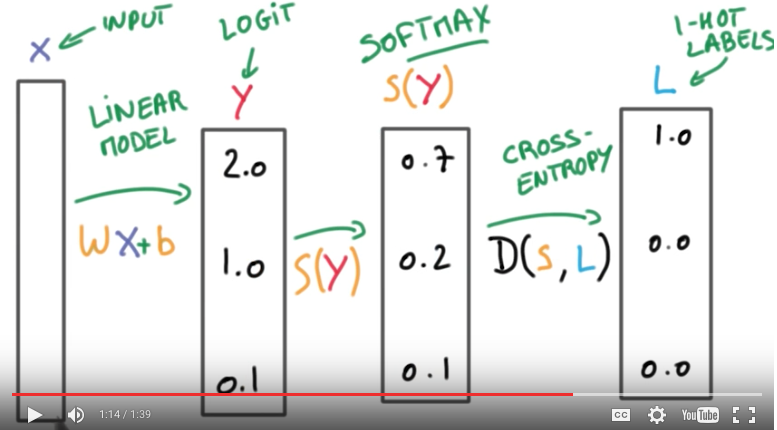 X
INPUT
LINEAR
MODEL
WX+b
LOGIT
Y
2.0
1.0
0.1
S(Y)
SOFTMAX
S(Y)
0.7
0.2
0.1
CROSS-
ENTROPY
D(S,L)
1-HOT
LABELS
L
1.0
0.0
0.0
1:14 / 1:39
CC
YouTube